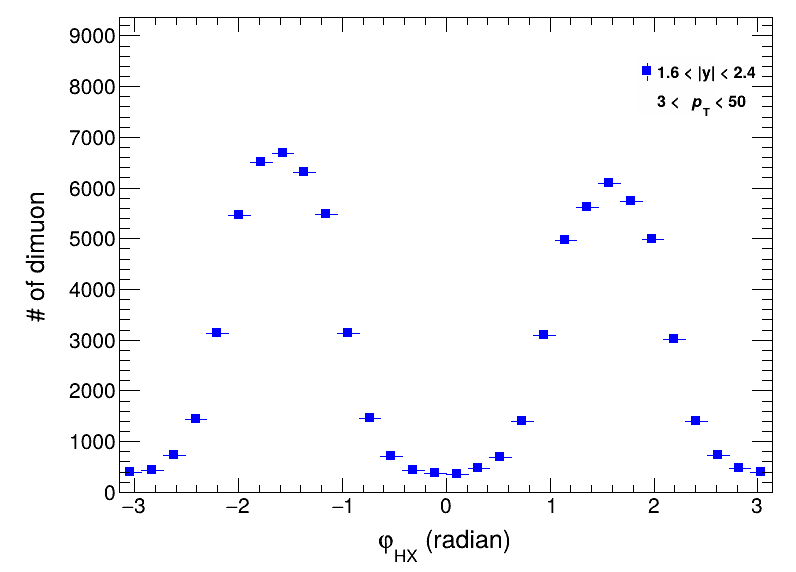 9000
8000
7000
6000
5000
4000
3000
2000
1000
0
# of dimuon
1.6 < |y| < 2.4
3 < p_T < 50
−3 −2 −1 0 1 2 3
φ_HX (radian)